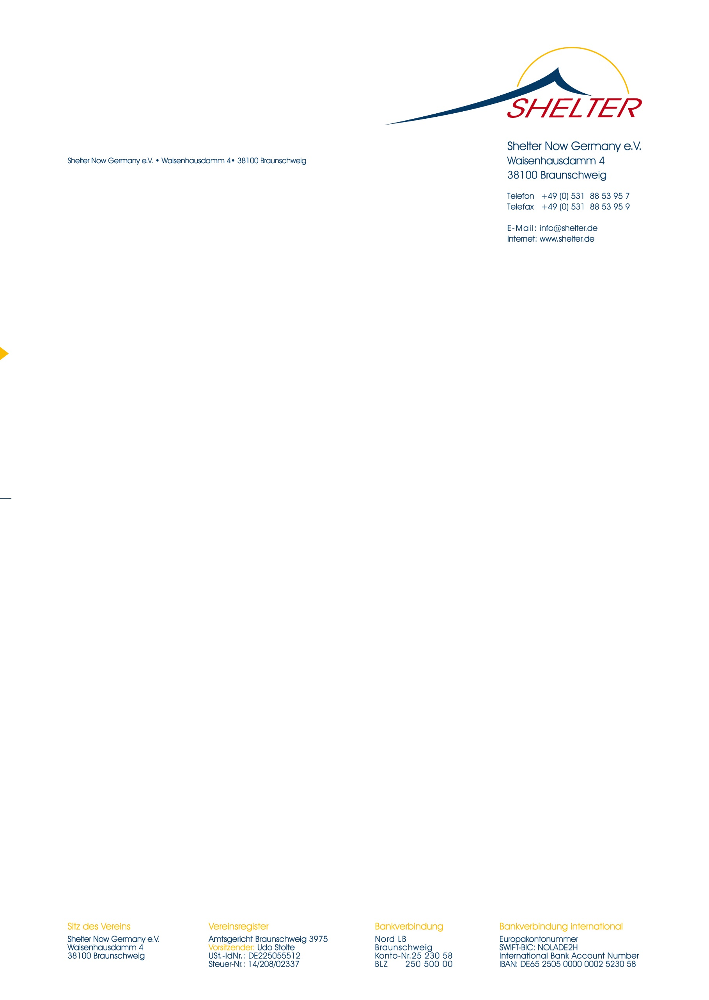 SHELTER
Shelter Now Germany e.V.
Waisenhausdamm 4
38100 Braunschweig
Shelter Now Germany e.V. • Waisenhausdamm 4• 38100 Braunschweig
Telefon +49 (0) 531 88 53 95 7
Telefax +49 (0) 531 88 53 95 9
E-Mail: info@shelter.de
Internet: www.shelter.de
Sitz des Vereins
Shelter Now Germany e.V.
Waisenhausdamm 4
38100 Braunschweig
Vereinsregister
Amtsgericht Braunschweig 3975
Vorsitzender: Udo Stolte
USt.-IdNr.: DE225055512
Steuer-Nr.: 14/208/02337
Bankverbindung
Nord LB
Braunschweig
Konto-Nr.25 230 58
BLZ 250 500 00
Bankverbindung international
Europakontonummer
SWIFT-BIC: NOLADE2H
International Bank Account Number
IBAN: DE65 2505 0000 0002 5230 58